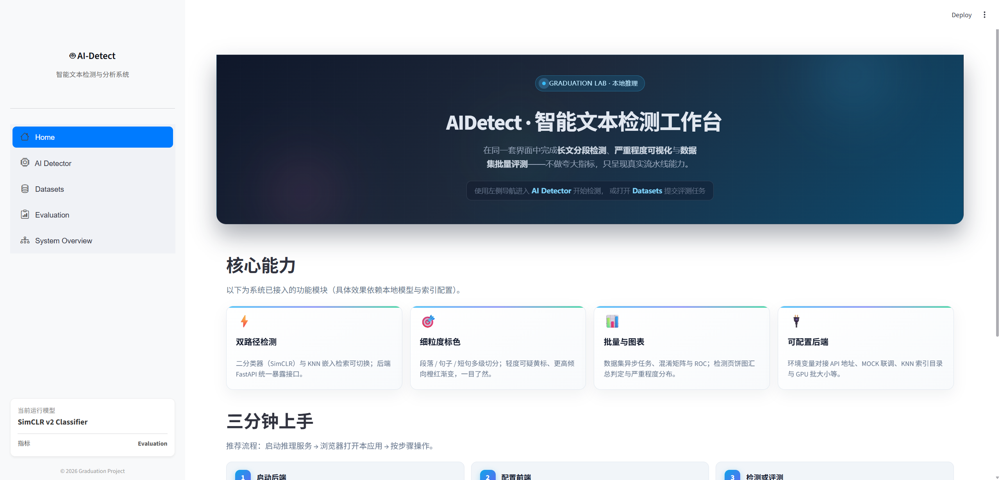 Deploy
AI-Detect
智能文本检测与分析系统
Home
AI Detector
Datasets
Evaluation
System Overview
当前运行模型
SimCLR v2 Classifier
指标 Evaluation
© 2026 Graduation Project
GRADUATION LAB · 本地推理
AIDetect · 智能文本检测工作台
在同一套界面中完成长文分段检测、严重程度可视化与数据
集批量评测——不做夸大指标，只呈现真实流水线能力。
使用左侧导航进入 AI Detector 开始检测， 或打开 Datasets 提交评测任务
核心能力
以下为系统已接入的功能模块（具体效果依赖本地模型与索引配置）。
双路径检测
二分类器（SimCLR）与 KNN 嵌入检索可切换；后端
FastAPI 统一暴露接口。
细粒度标色
段落 / 句子 / 短句多级切分；轻度可疑黄标、更高倾
向橙红渐变，一目了然。
批量与图表
数据集异步任务、混淆矩阵与 ROC；检测页饼图汇
总判定与严重程度分布。
可配置后端
环境变量对接 API 地址、MOCK 联调、KNN 索引目录
与 GPU 批大小等。
三分钟上手
推荐流程：启动推理服务 → 浏览器打开本应用 → 按步骤操作。
1 启动后端
2 配置前端
3 检测或评测